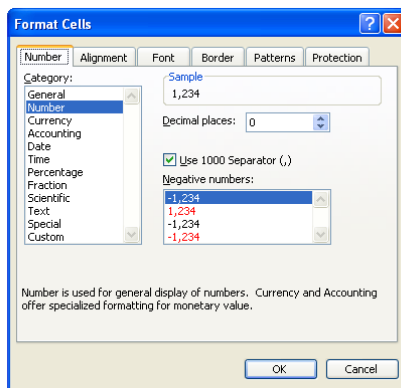 Format Cells
Number Alignment Font Border Patterns Protection
Category:
General
Number
Currency
Accounting
Date
Time
Percentage
Fraction
Scientific
Text
Special
Custom
Sample
1,234
Decimal places: 0
Use 1000 Separator (,)
Negative numbers:
-1,234
1,234
-1,234
-1,234
Number is used for general display of numbers. Currency and Accounting
offer specialized formatting for monetary value.
OK Cancel